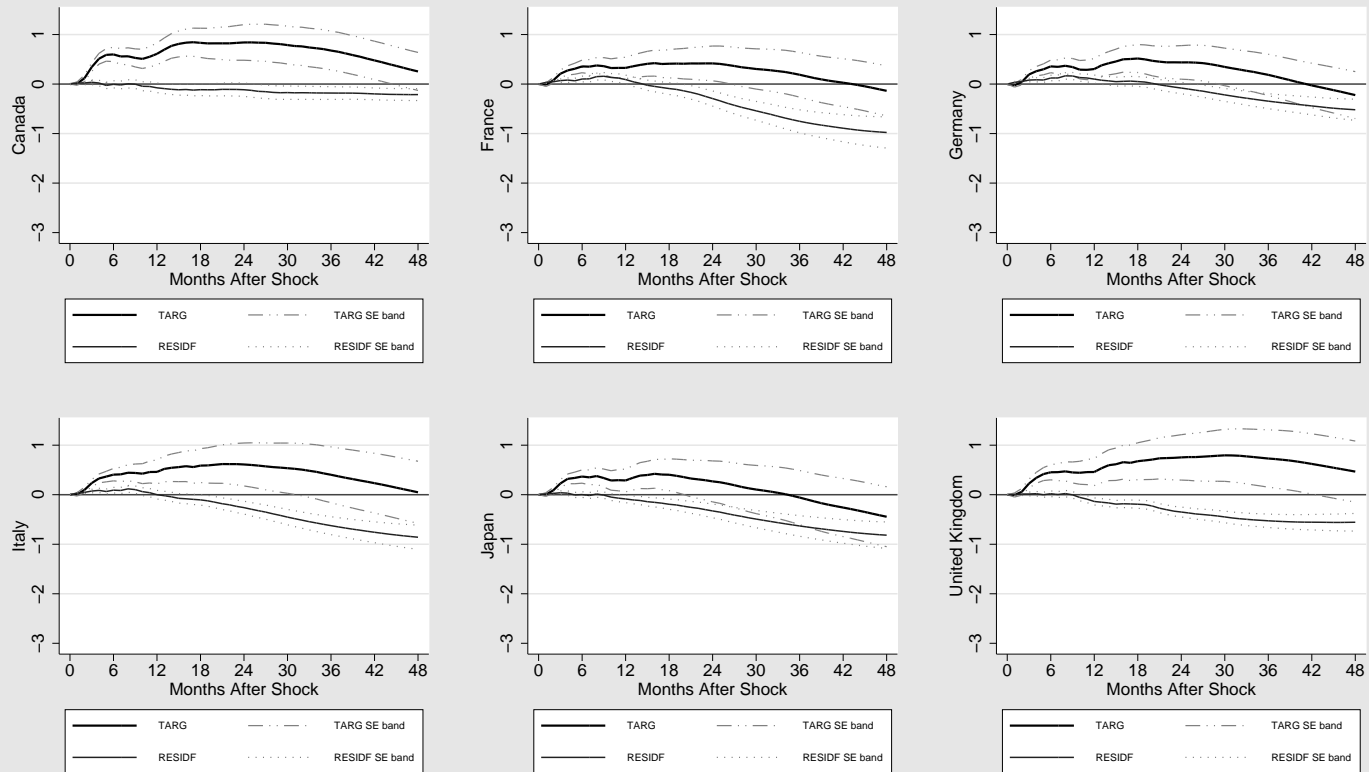 Canada
1
0
−1
−2
−3
0 6 12 18 24 30 36 42 48
Months After Shock
TARG TARG SE band
RESIDF RESIDF SE band
France
1
0
−1
−2
−3
0 6 12 18 24 30 36 42 48
Months After Shock
TARG TARG SE band
RESIDF RESIDF SE band
Germany
1
0
−1
−2
−3
0 6 12 18 24 30 36 42 48
Months After Shock
TARG TARG SE band
RESIDF RESIDF SE band
Italy
1
0
−1
−2
−3
0 6 12 18 24 30 36 42 48
Months After Shock
TARG TARG SE band
RESIDF RESIDF SE band
Japan
1
0
−1
−2
−3
0 6 12 18 24 30 36 42 48
Months After Shock
TARG TARG SE band
RESIDF RESIDF SE band
United Kingdom
1
0
−1
−2
−3
0 6 12 18 24 30 36 42 48
Months After Shock
TARG TARG SE band
RESIDF RESIDF SE band